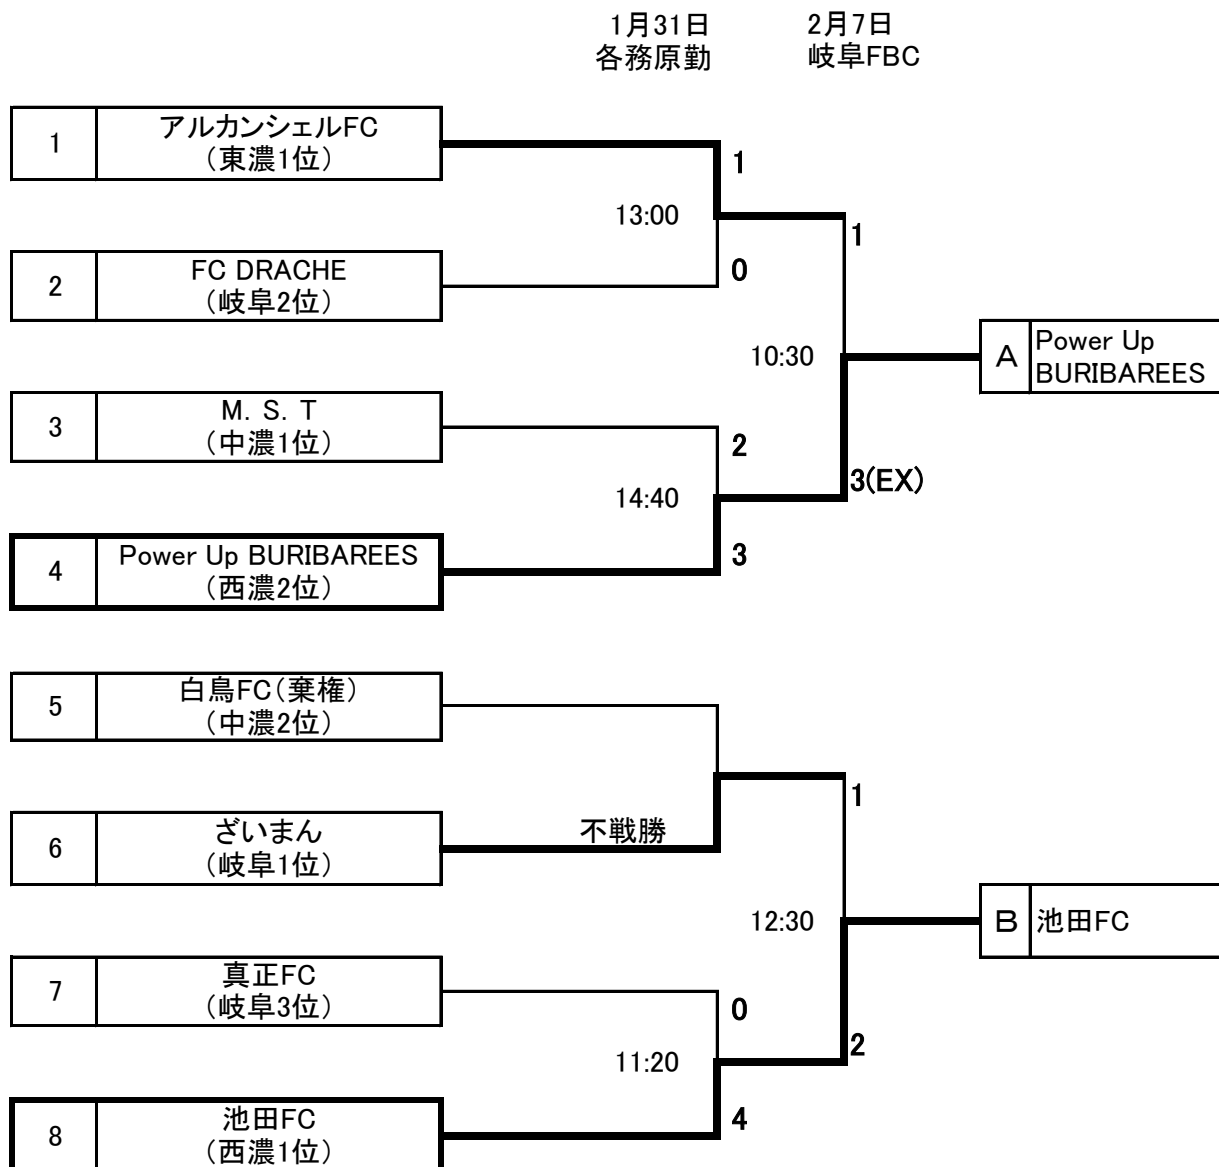 1月31日
各務原勤
2月7日
岐阜FBC
1
アルカンシェルFC
（東濃1位）
1
13:00
1
2
FC DRACHE
（岐阜2位）
0
10:30
A
Power Up
BURIBAREES
3
M．S．T
（中濃1位）
2
14:40
3(EX)
4
Power Up BURIBAREES
（西濃2位）
3
5
白鳥FC（棄権）
（中濃2位）
1
6
ざいまん
（岐阜1位）
不戦勝
12:30
B
池田FC
7
真正FC
（岐阜3位）
0
11:20
2
8
池田FC
（西濃1位）
4